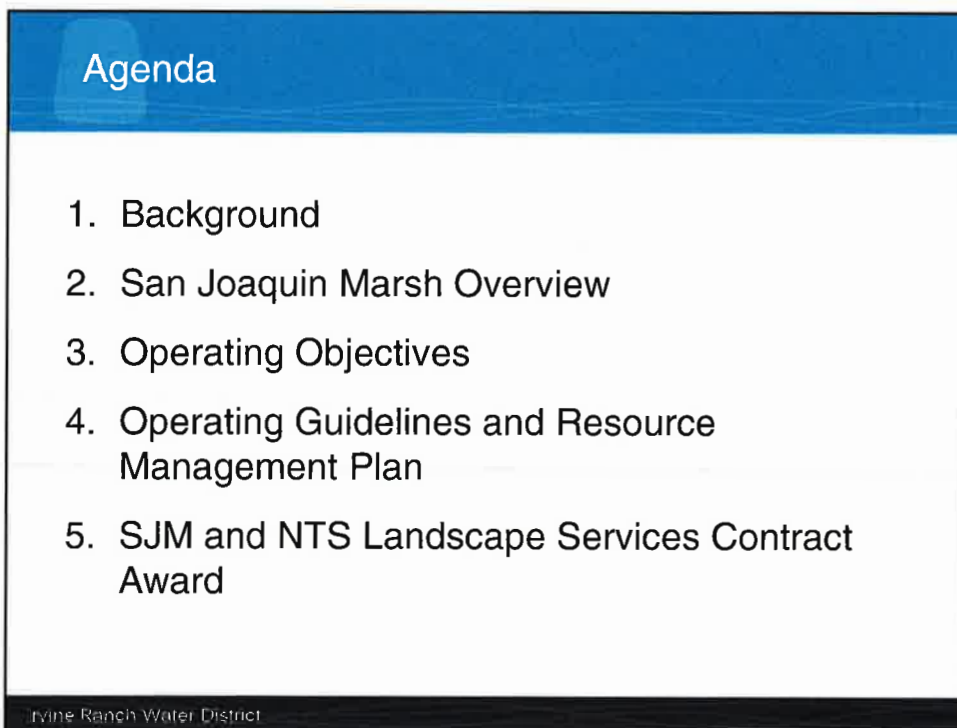 Agenda
1. Background
2. San Joaquin Marsh Overview
3. Operating Objectives
4. Operating Guidelines and Resource
Management Plan
5. SJM and NTS Landscape Services Contract
Award
Irvine Ranch Water District